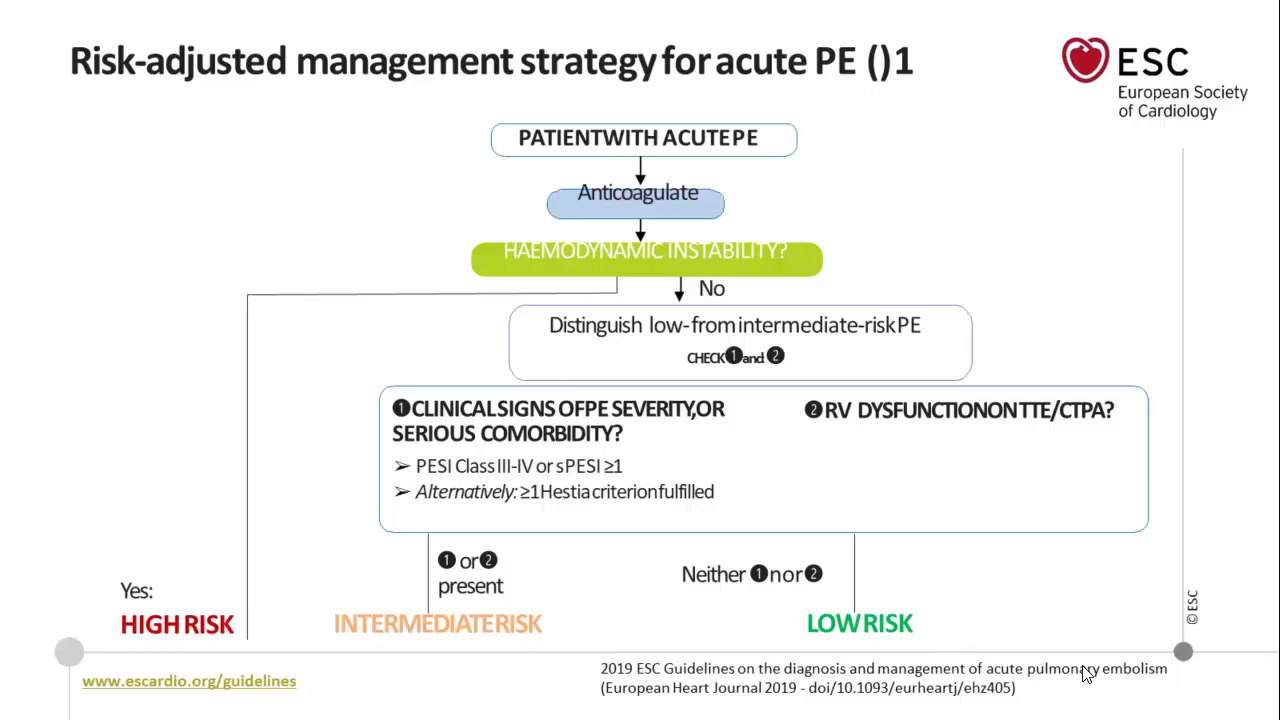 Risk-adjusted management strategy for acute PE () 1
ESC
European Society
of Cardiology
PATIENT WITH ACUTE PE
Anticoagulate
HAEMODYNAMIC INSTABILITY?
No
Distinguish low- from intermediate-risk PE
CHECK ❶ and ❷
❶ CLINICAL SIGNS OF PE SEVERITY, OR
SERIOUS COMORBIDITY?
➢ PESI Class III-IV or sPESI ≥1
➢ Alternatively: ≥1 Hestia criterion fulfilled
❷ RV DYSFUNCTION ON TTE/CTPA?
❶ or ❷
present
Neither ❶ nor ❷
Yes:
HIGH RISK
INTERMEDIATE RISK
LOW RISK
© ESC
www.escardio.org/guidelines
2019 ESC Guidelines on the diagnosis and management of acute pulmonary embolism
(European Heart Journal 2019 - doi/10.1093/eurheartj/ehz405)